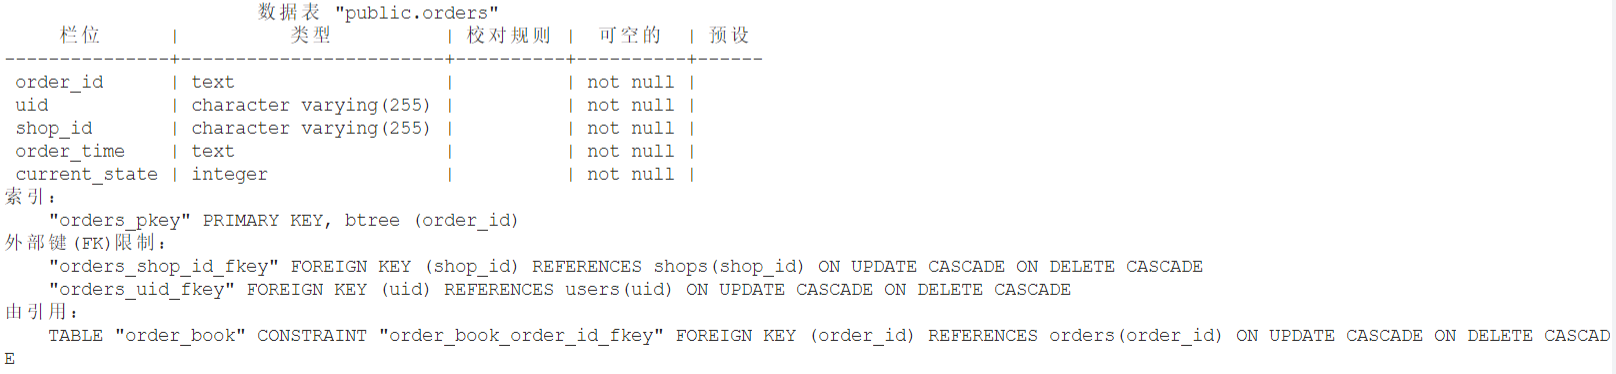 数据表 "public.orders"
栏位 | 类型 | 校对规则 | 可空的 | 预设
---------------+------------------------+----------+----------+------
order_id | text | | not null |
uid | character varying(255) | | not null |
shop_id | character varying(255) | | not null |
order_time | text | | not null |
current_state | integer | | not null |
索引：
"orders_pkey" PRIMARY KEY, btree (order_id)
外部键(FK)限制：
"orders_shop_id_fkey" FOREIGN KEY (shop_id) REFERENCES shops(shop_id) ON UPDATE CASCADE ON DELETE CASCADE
"orders_uid_fkey" FOREIGN KEY (uid) REFERENCES users(uid) ON UPDATE CASCADE ON DELETE CASCADE
由引用：
TABLE "order_book" CONSTRAINT "order_book_order_id_fkey" FOREIGN KEY (order_id) REFERENCES orders(order_id) ON UPDATE CASCADE ON DELETE CASCAD
E